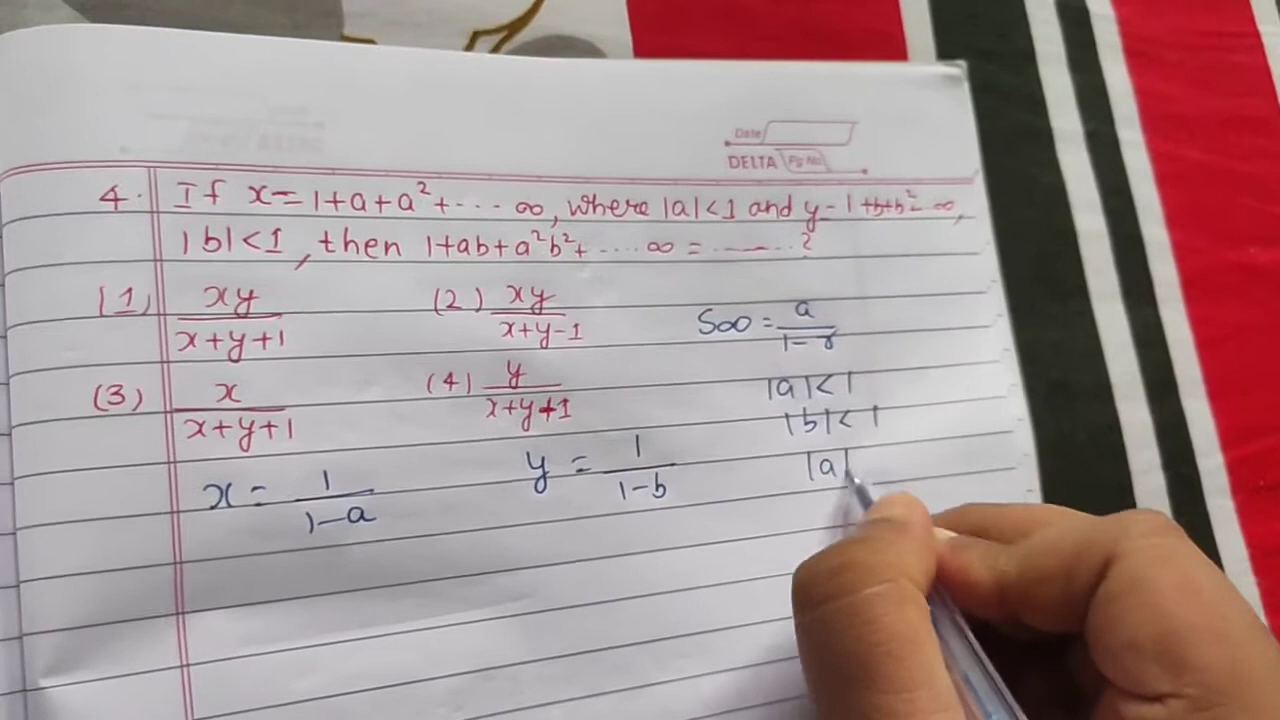 Date
DELTA Pg No
4. If x = 1+a+a²+ ---- ∞, where |a|<1 and y - 1+b+b² -- ∞,
|b|<1, then 1+ab+a²b²+ ---- ∞ = ------- ?
(1) xy/x+y+1 (2) xy/x+y-1
S∞ = a/1-r
(3) x/x+y+1 (4) y/x+y+1
|a|<1
|b|<1
x = 1/1-a y = 1/1-b
|a|